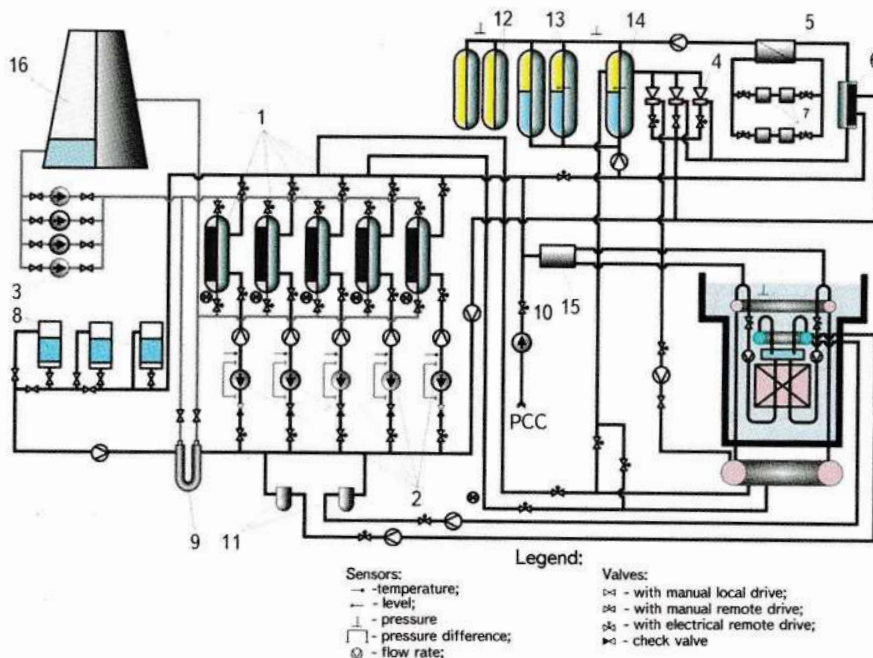 12
13
14
5
16
4
6
1
7
3
8
10
15
PCC
2
9
11
Legend:
Sensors:
-temperature;
- level;
- pressure
- pressure difference;
- flow rate;
Valves:
- with manual local drive;
- with manual remote drive;
- with electrical remote drive;
- check valve